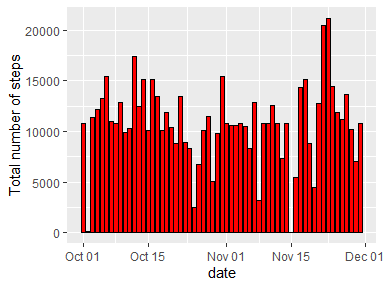 Total number of steps
20000
15000
10000
5000
0
Oct 01
Oct 15
Nov 01
Nov 15
Dec 01
date